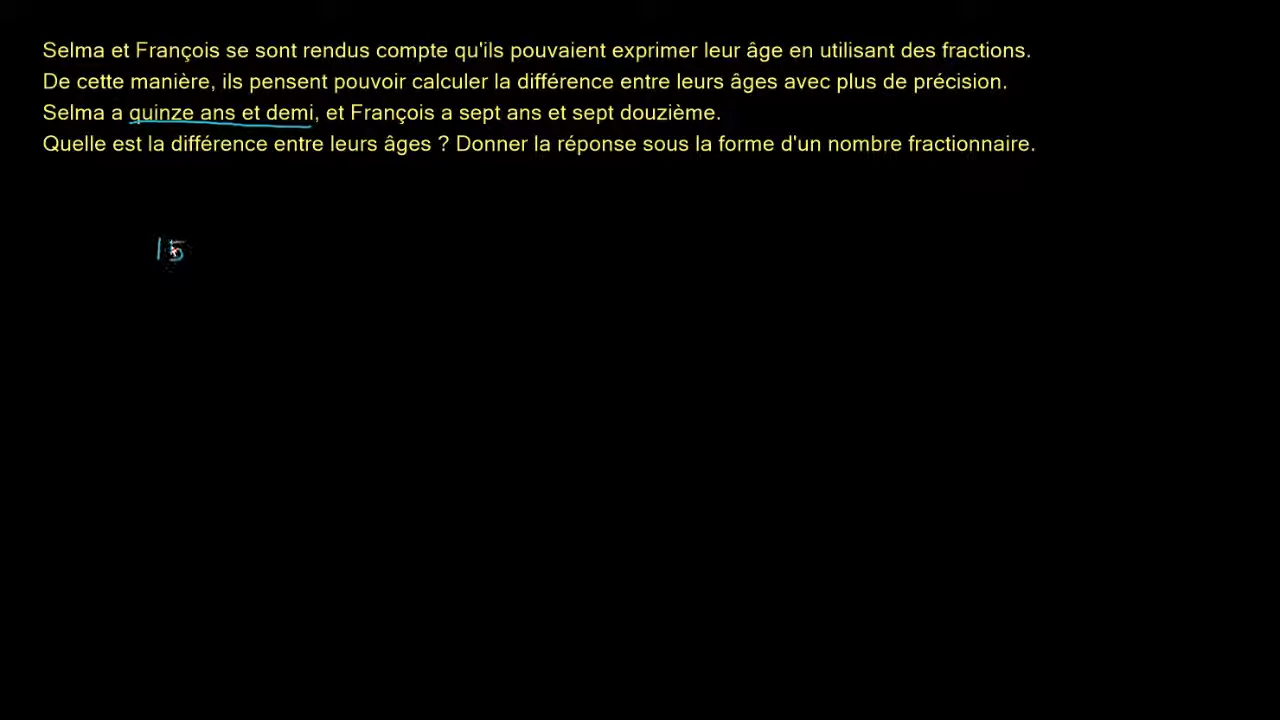 Selma et François se sont rendus compte qu'ils pouvaient exprimer leur âge en utilisant des fractions.
De cette manière, ils pensent pouvoir calculer la différence entre leurs âges avec plus de précision.
Selma a quinze ans et demi, et François a sept ans et sept douzième.
Quelle est la différence entre leurs âges ? Donner la réponse sous la forme d'un nombre fractionnaire.
15